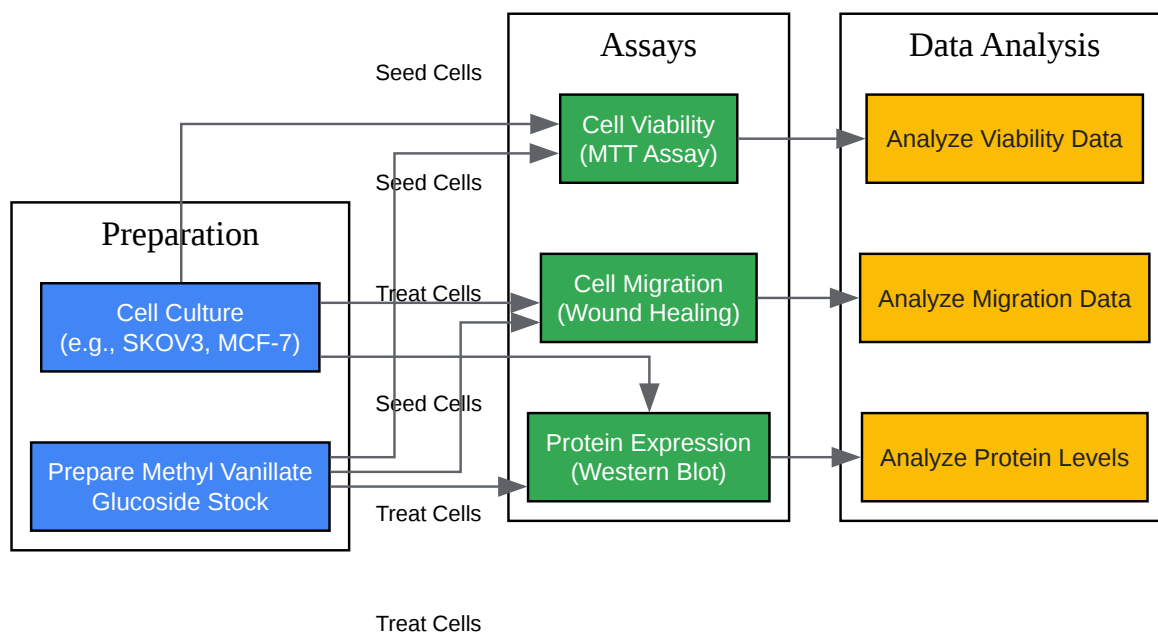 Preparation
Cell Culture
(e.g., SKOV3, MCF-7)
Prepare Methyl Vanillate
Glucoside Stock
Seed Cells
Seed Cells
Treat Cells
Seed Cells
Treat Cells
Treat Cells
Assays
Cell Viability
(MTT Assay)
Cell Migration
(Wound Healing)
Protein Expression
(Western Blot)
Data Analysis
Analyze Viability Data
Analyze Migration Data
Analyze Protein Levels